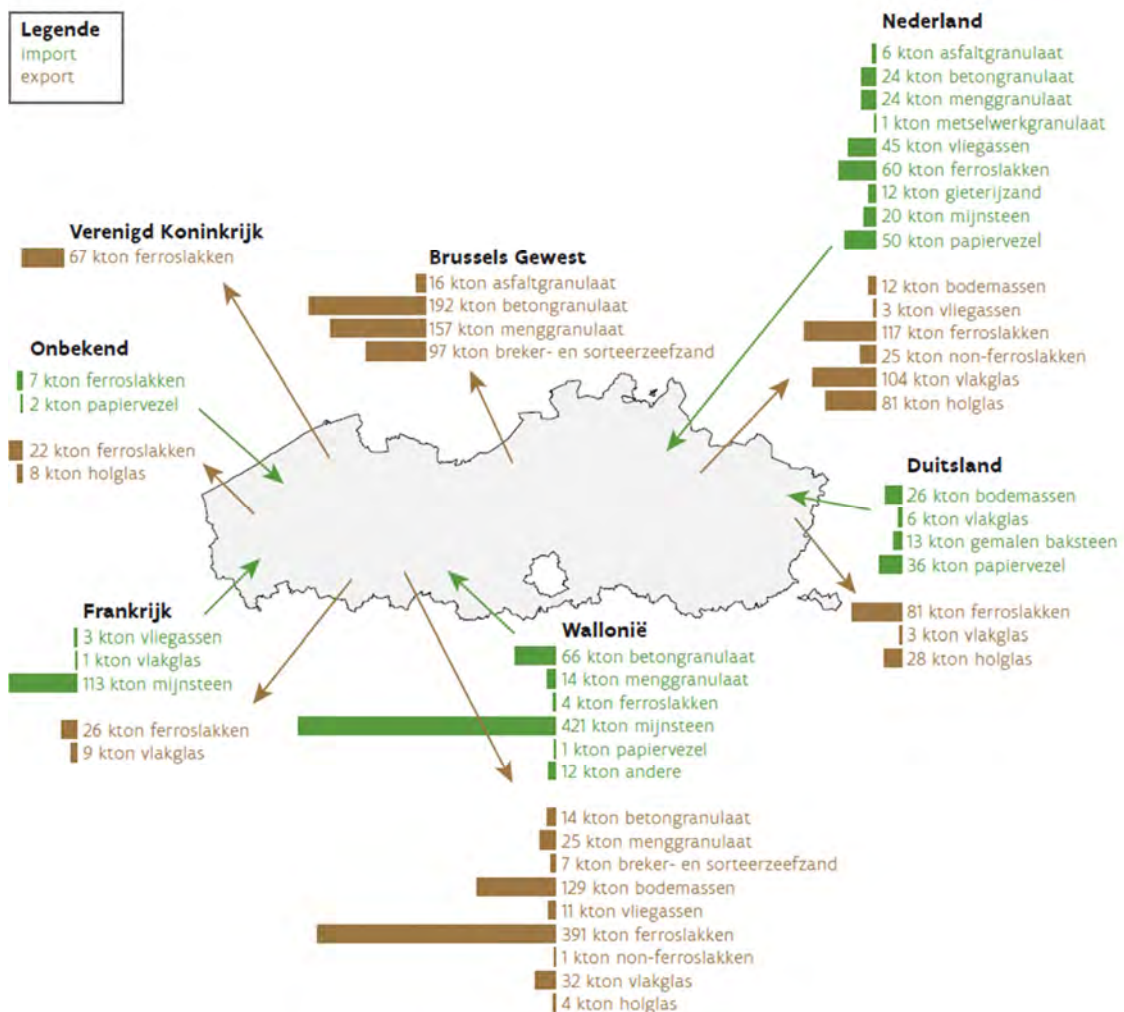 Legende
import
export
Nederland
6 kton asfaltgranulaat
24 kton betongranulaat
24 kton menggranulaat
1 kton metselwerkgranulaat
45 kton vliegassen
60 kton ferroslakken
12 kton gieterijzand
20 kton mijnsteen
50 kton papiervezel
12 kton bodemassen
3 kton vliegassen
117 kton ferroslakken
25 kton non-ferroslakken
104 kton vlakglas
81 kton holglas
Verenigd Koninkrijk
67 kton ferroslakken
Brussels Gewest
16 kton asfaltgranulaat
192 kton betongranulaat
157 kton menggranulaat
97 kton breker- en sorteerzeefzand
Onbekend
7 kton ferroslakken
2 kton papiervezel
22 kton ferroslakken
8 kton holglas
Duitsland
26 kton bodemassen
6 kton vlakglas
13 kton gemalen baksteen
36 kton papiervezel
81 kton ferroslakken
3 kton vlakglas
28 kton holglas
Frankrijk
3 kton vliegassen
1 kton vlakglas
113 kton mijnsteen
26 kton ferroslakken
9 kton vlakglas
Wallonië
66 kton betongranulaat
14 kton menggranulaat
4 kton ferroslakken
421 kton mijnsteen
1 kton papiervezel
12 kton andere
14 kton betongranulaat
25 kton menggranulaat
7 kton breker- en sorteerzeefzand
129 kton bodemassen
11 kton vliegassen
391 kton ferroslakken
1 kton non-ferroslakken
32 kton vlakglas
4 kton holglas